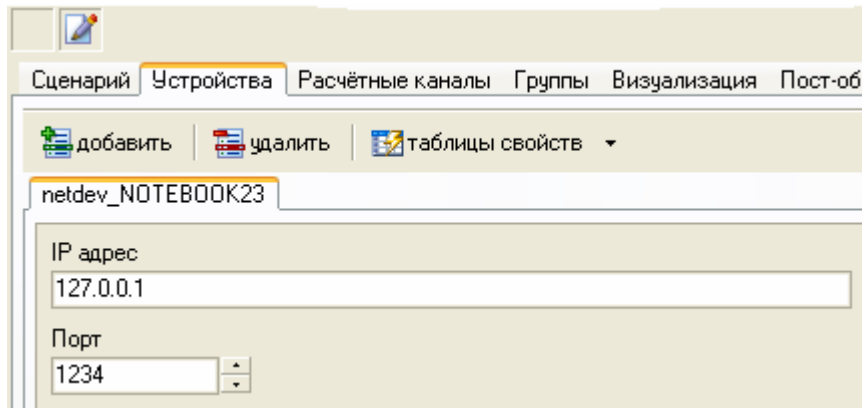 Сценарий Устройства Расчётные каналы Группы Визуализация Пост-об
добавить удалить таблицы свойств
netdev_NOTEBOOK23
IP адрес
127.0.0.1
Порт
1234